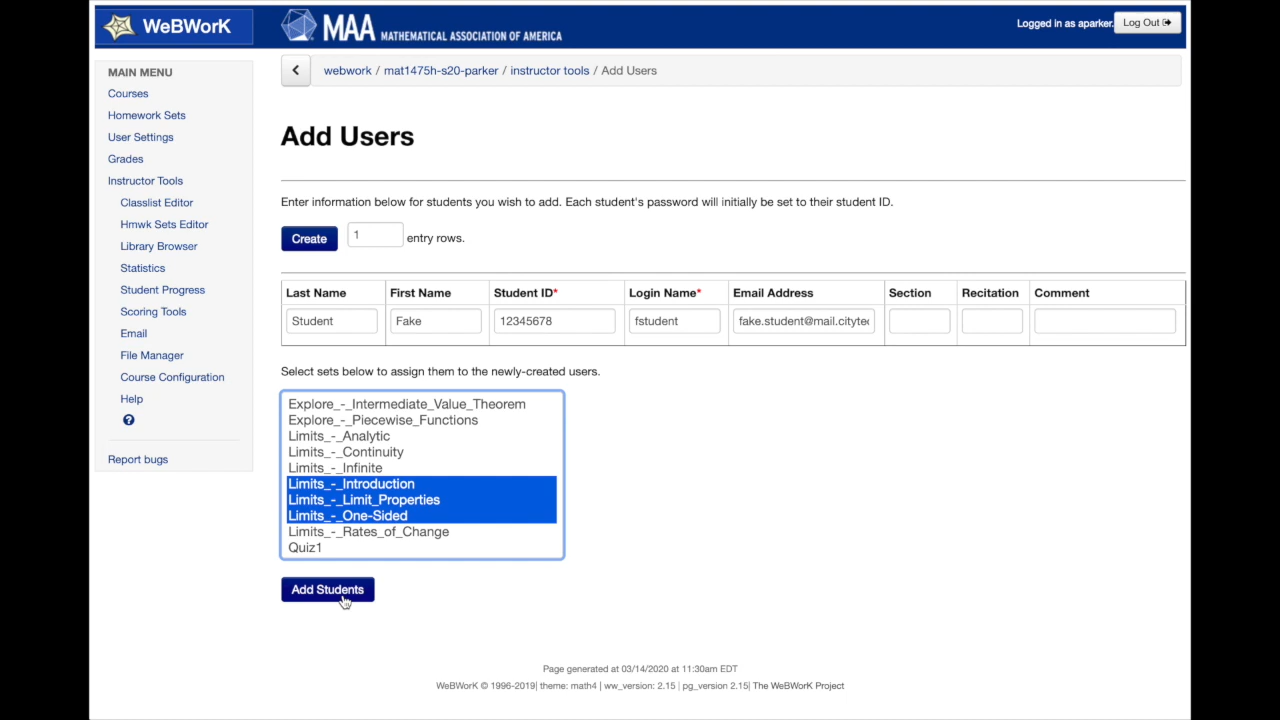 WeBWorK
MAA MATHEMATICAL ASSOCIATION OF AMERICA
Logged in as aparker.
Log Out
MAIN MENU
Courses
Homework Sets
User Settings
Grades
Instructor Tools
Classlist Editor
Hmwk Sets Editor
Library Browser
Statistics
Student Progress
Scoring Tools
Email
File Manager
Course Configuration
Help
?
Report bugs
webwork / mat1475h-s20-parker / instructor tools / Add Users
Add Users
Enter information below for students you wish to add. Each student's password will initially be set to their student ID.
Create 1 entry rows.
Last Name First Name Student ID* Login Name* Email Address Section Recitation Comment
Student Fake 12345678 fstudent fake.student@mail.cityte
Select sets below to assign them to the newly-created users.
Explore_-_Intermediate_Value_Theorem
Explore_-_Piecewise_Functions
Limits_-_Analytic
Limits_-_Continuity
Limits_-_Infinite
Limits_-_Introduction
Limits_-_Limit_Properties
Limits_-_One-Sided
Limits_-_Rates_of_Change
Quiz1
Add Students
Page generated at 03/14/2020 at 11:30am EDT
WeBWorK © 1996-2019| theme: math4 | ww_version: 2.15 | pg_version 2.15| The WeBWorK Project